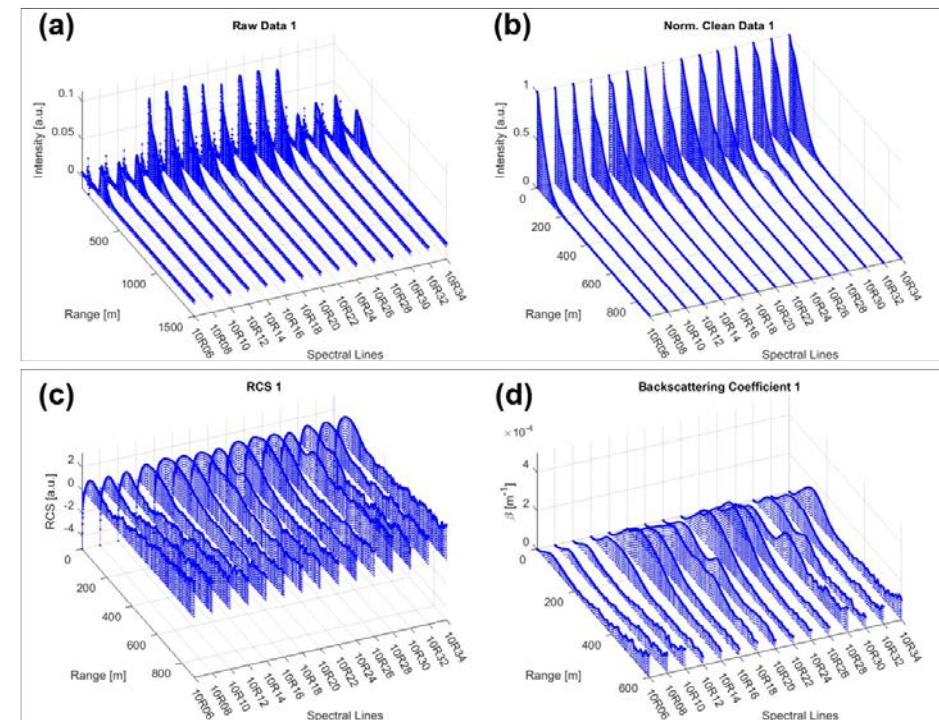 (a)
Raw Data 1
Intensity [a.u.]
0.1
0.05
0
500
1000
1500
Range [m]
10R06
10R08
10R10
10R12
10R14
10R16
10R18
10R20
10R22
10R24
10R26
10R28
10R30
10R32
10R34
Spectral Lines
(b)
Norm. Clean Data 1
Intensity [a.u.]
1
0.5
0
0
200
400
600
800
Range [m]
10R06
10R08
10R10
10R12
10R14
10R16
10R18
10R20
10R22
10R24
10R26
10R28
10R30
10R32
10R34
Spectral Lines
(c)
RCS 1
RCS [a.u.]
2
0
-2
-4
0
200
400
600
800
Range [m]
10R06
10R08
10R10
10R12
10R14
10R16
10R18
10R20
10R22
10R24
10R26
10R28
10R30
10R32
10R34
Spectral Lines
(d)
Backscattering Coefficient 1
β [m⁻¹]
4
2
0
0
200
400
600
Range [m]
10R06
10R08
10R10
10R12
10R14
10R16
10R18
10R20
10R22
10R24
10R26
10R28
10R30
10R32
10R34
Spectral Lines